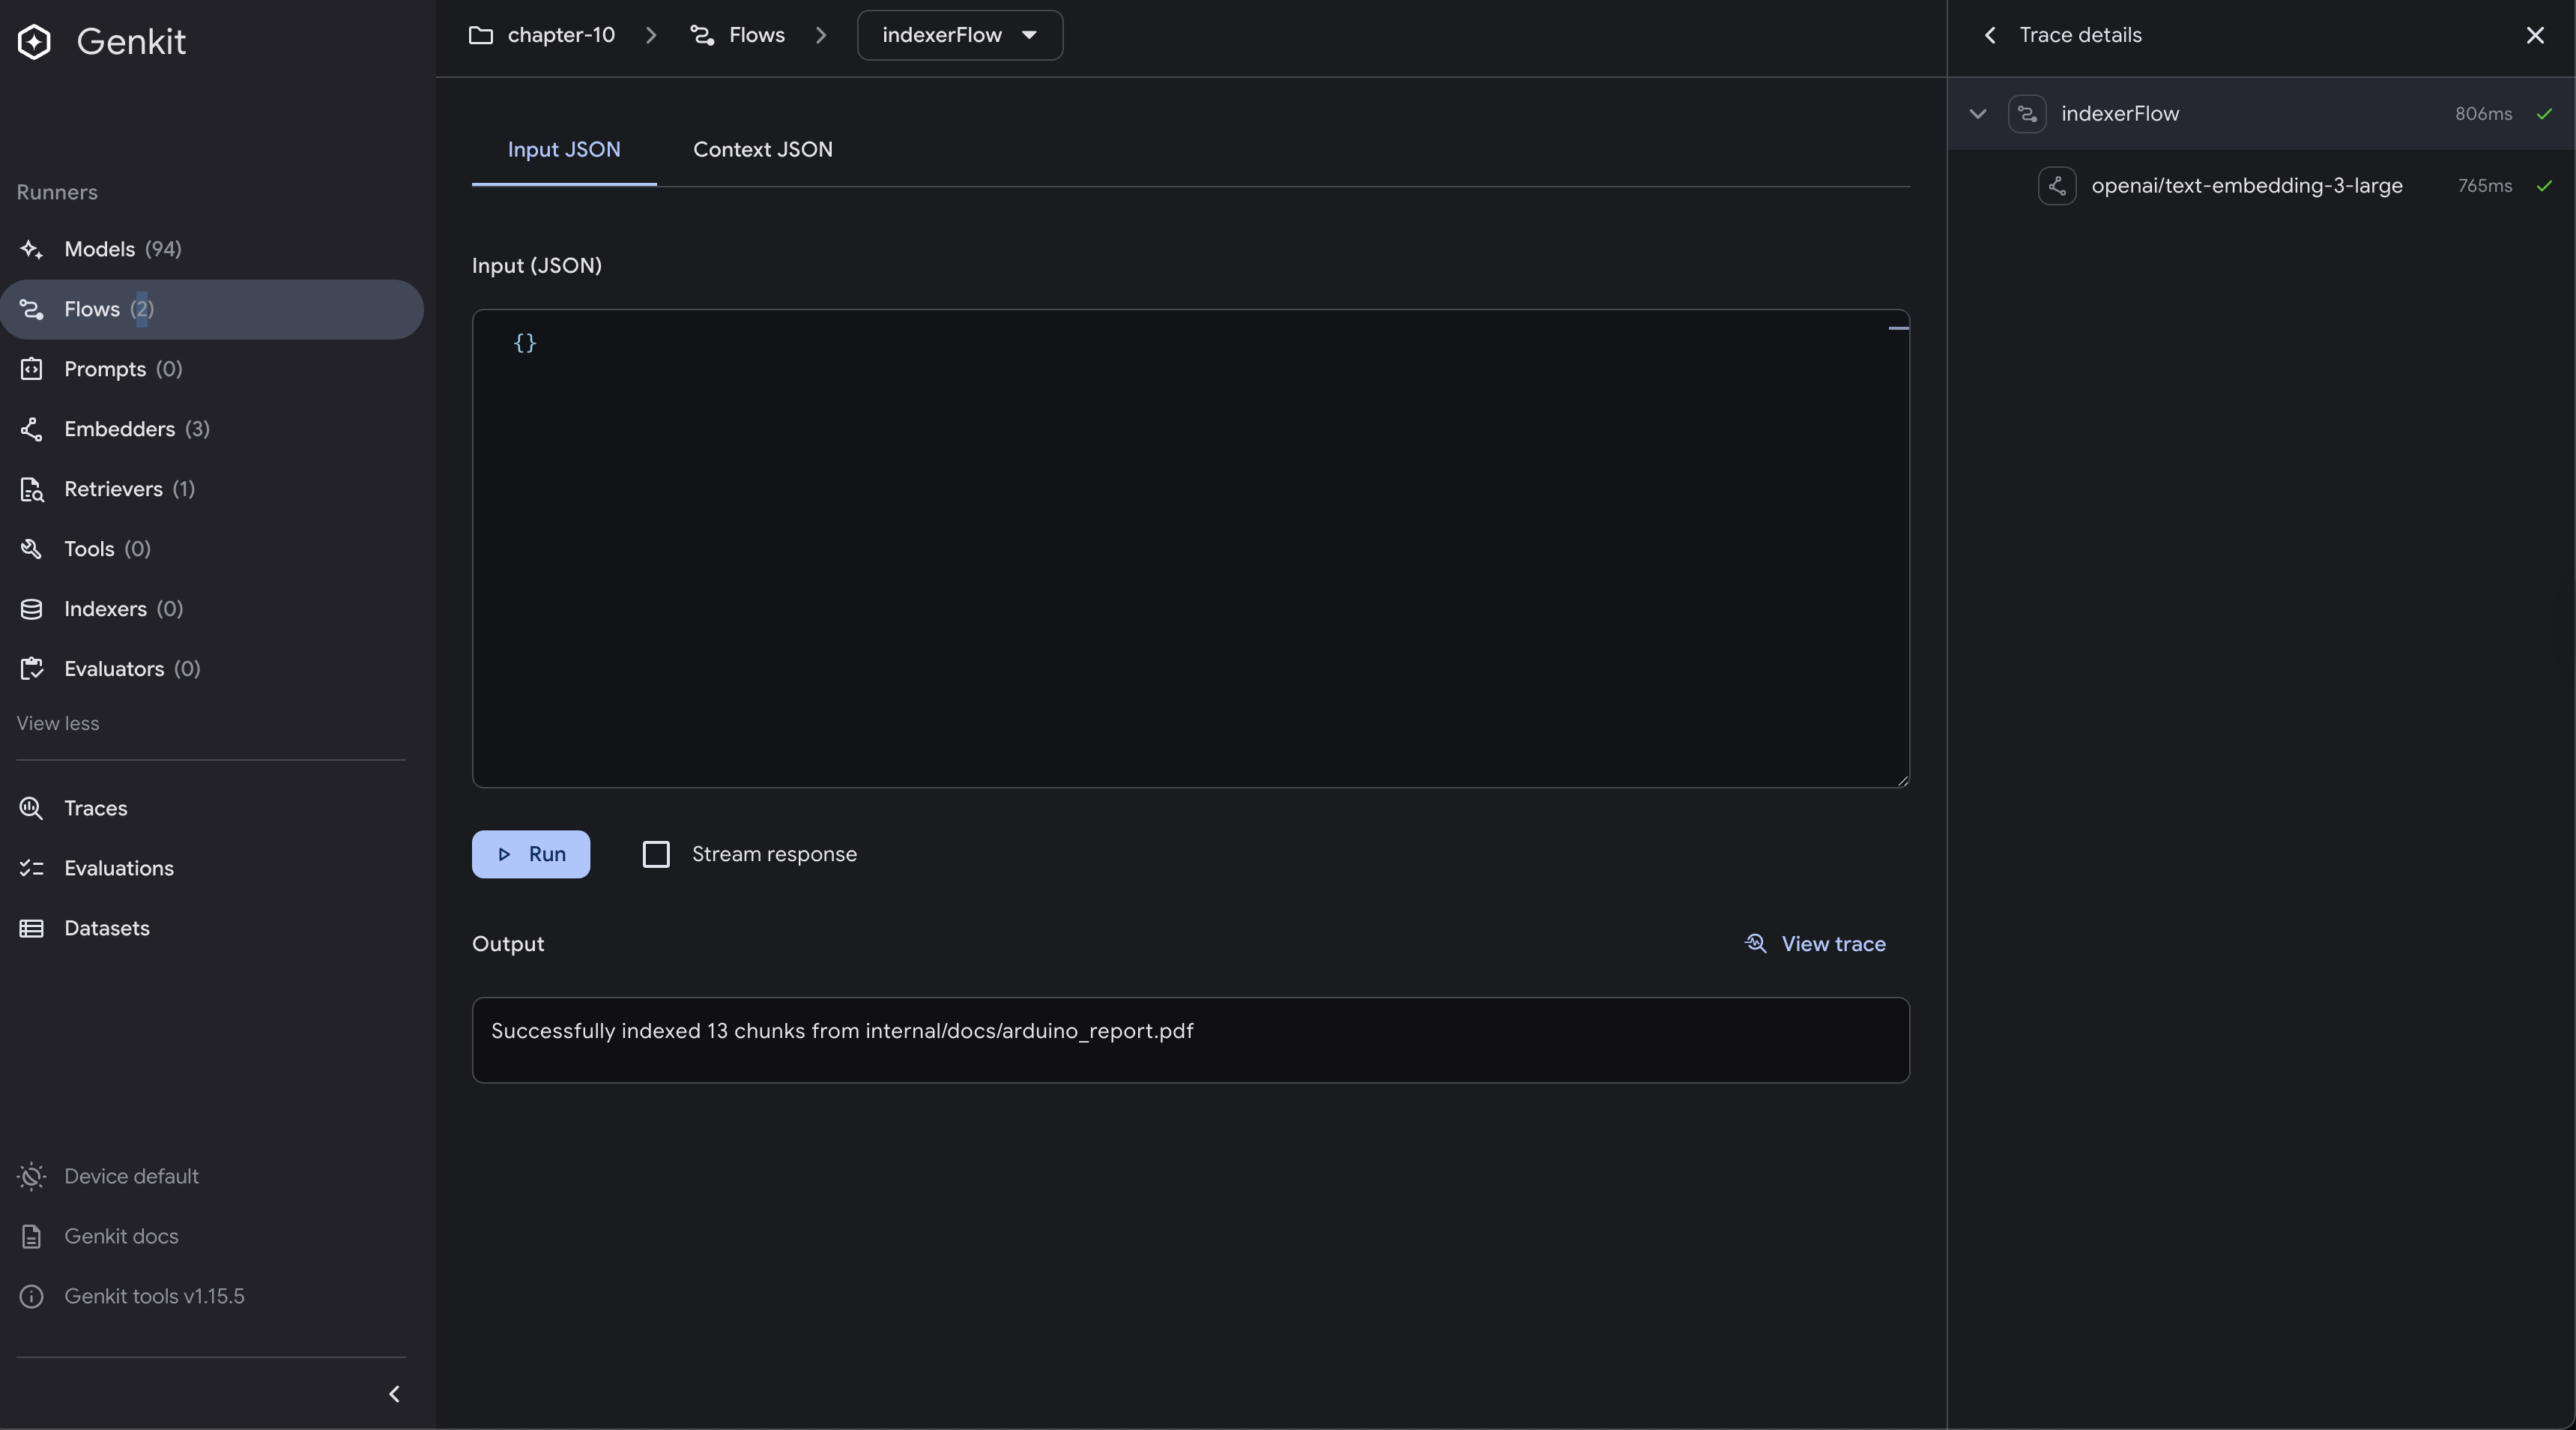 Genkit
Runners
Models (94)
Flows (2)
Prompts (0)
Embedders (3)
Retrievers (1)
Tools (0)
Indexers (0)
Evaluators (0)
View less
Traces
Evaluations
Datasets
Device default
Genkit docs
Genkit tools v1.15.5
chapter-10 > Flows > indexerFlow
Input JSON Context JSON
Input (JSON)
{}
Run Stream response
Output View trace
Successfully indexed 13 chunks from internal/docs/arduino_report.pdf
Trace details
indexerFlow 806ms
openai/text-embedding-3-large 765ms